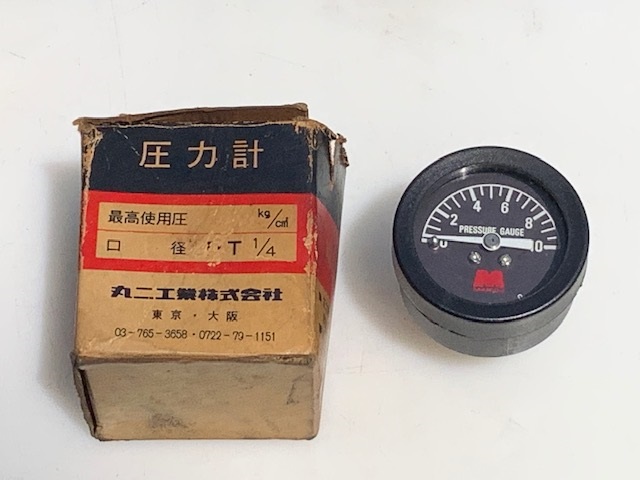 圧力計
最高使用圧 kg/cm²
口 径 P·T 1/4
丸二工業株式会社
東京・大阪
03-765-3658・0722-79-1151
0 2 4 6 8 10
PRESSURE GAUGE